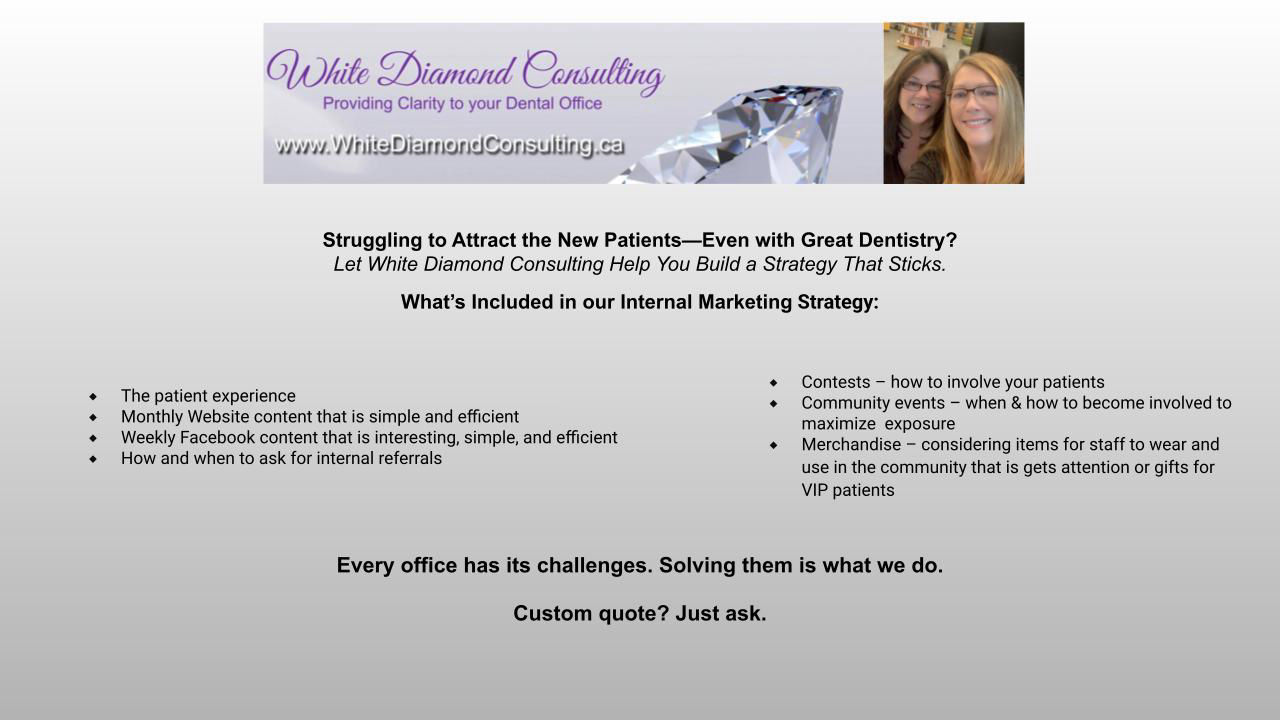 White Diamond Consulting
Providing Clarity to your Dental Office
www.WhiteDiamondConsulting.ca
Struggling to Attract the New Patients—Even with Great Dentistry?
Let White Diamond Consulting Help You Build a Strategy That Sticks.
What's Included in our Internal Marketing Strategy:
◆ The patient experience
◆ Monthly Website content that is simple and efficient
◆ Weekly Facebook content that is interesting, simple, and efficient
◆ How and when to ask for internal referrals
◆ Contests – how to involve your patients
◆ Community events – when & how to become involved to
maximize  exposure
◆ Merchandise – considering items for staff to wear and
use in the community that is gets attention or gifts for
VIP patients
Every office has its challenges. Solving them is what we do.
Custom quote? Just ask.